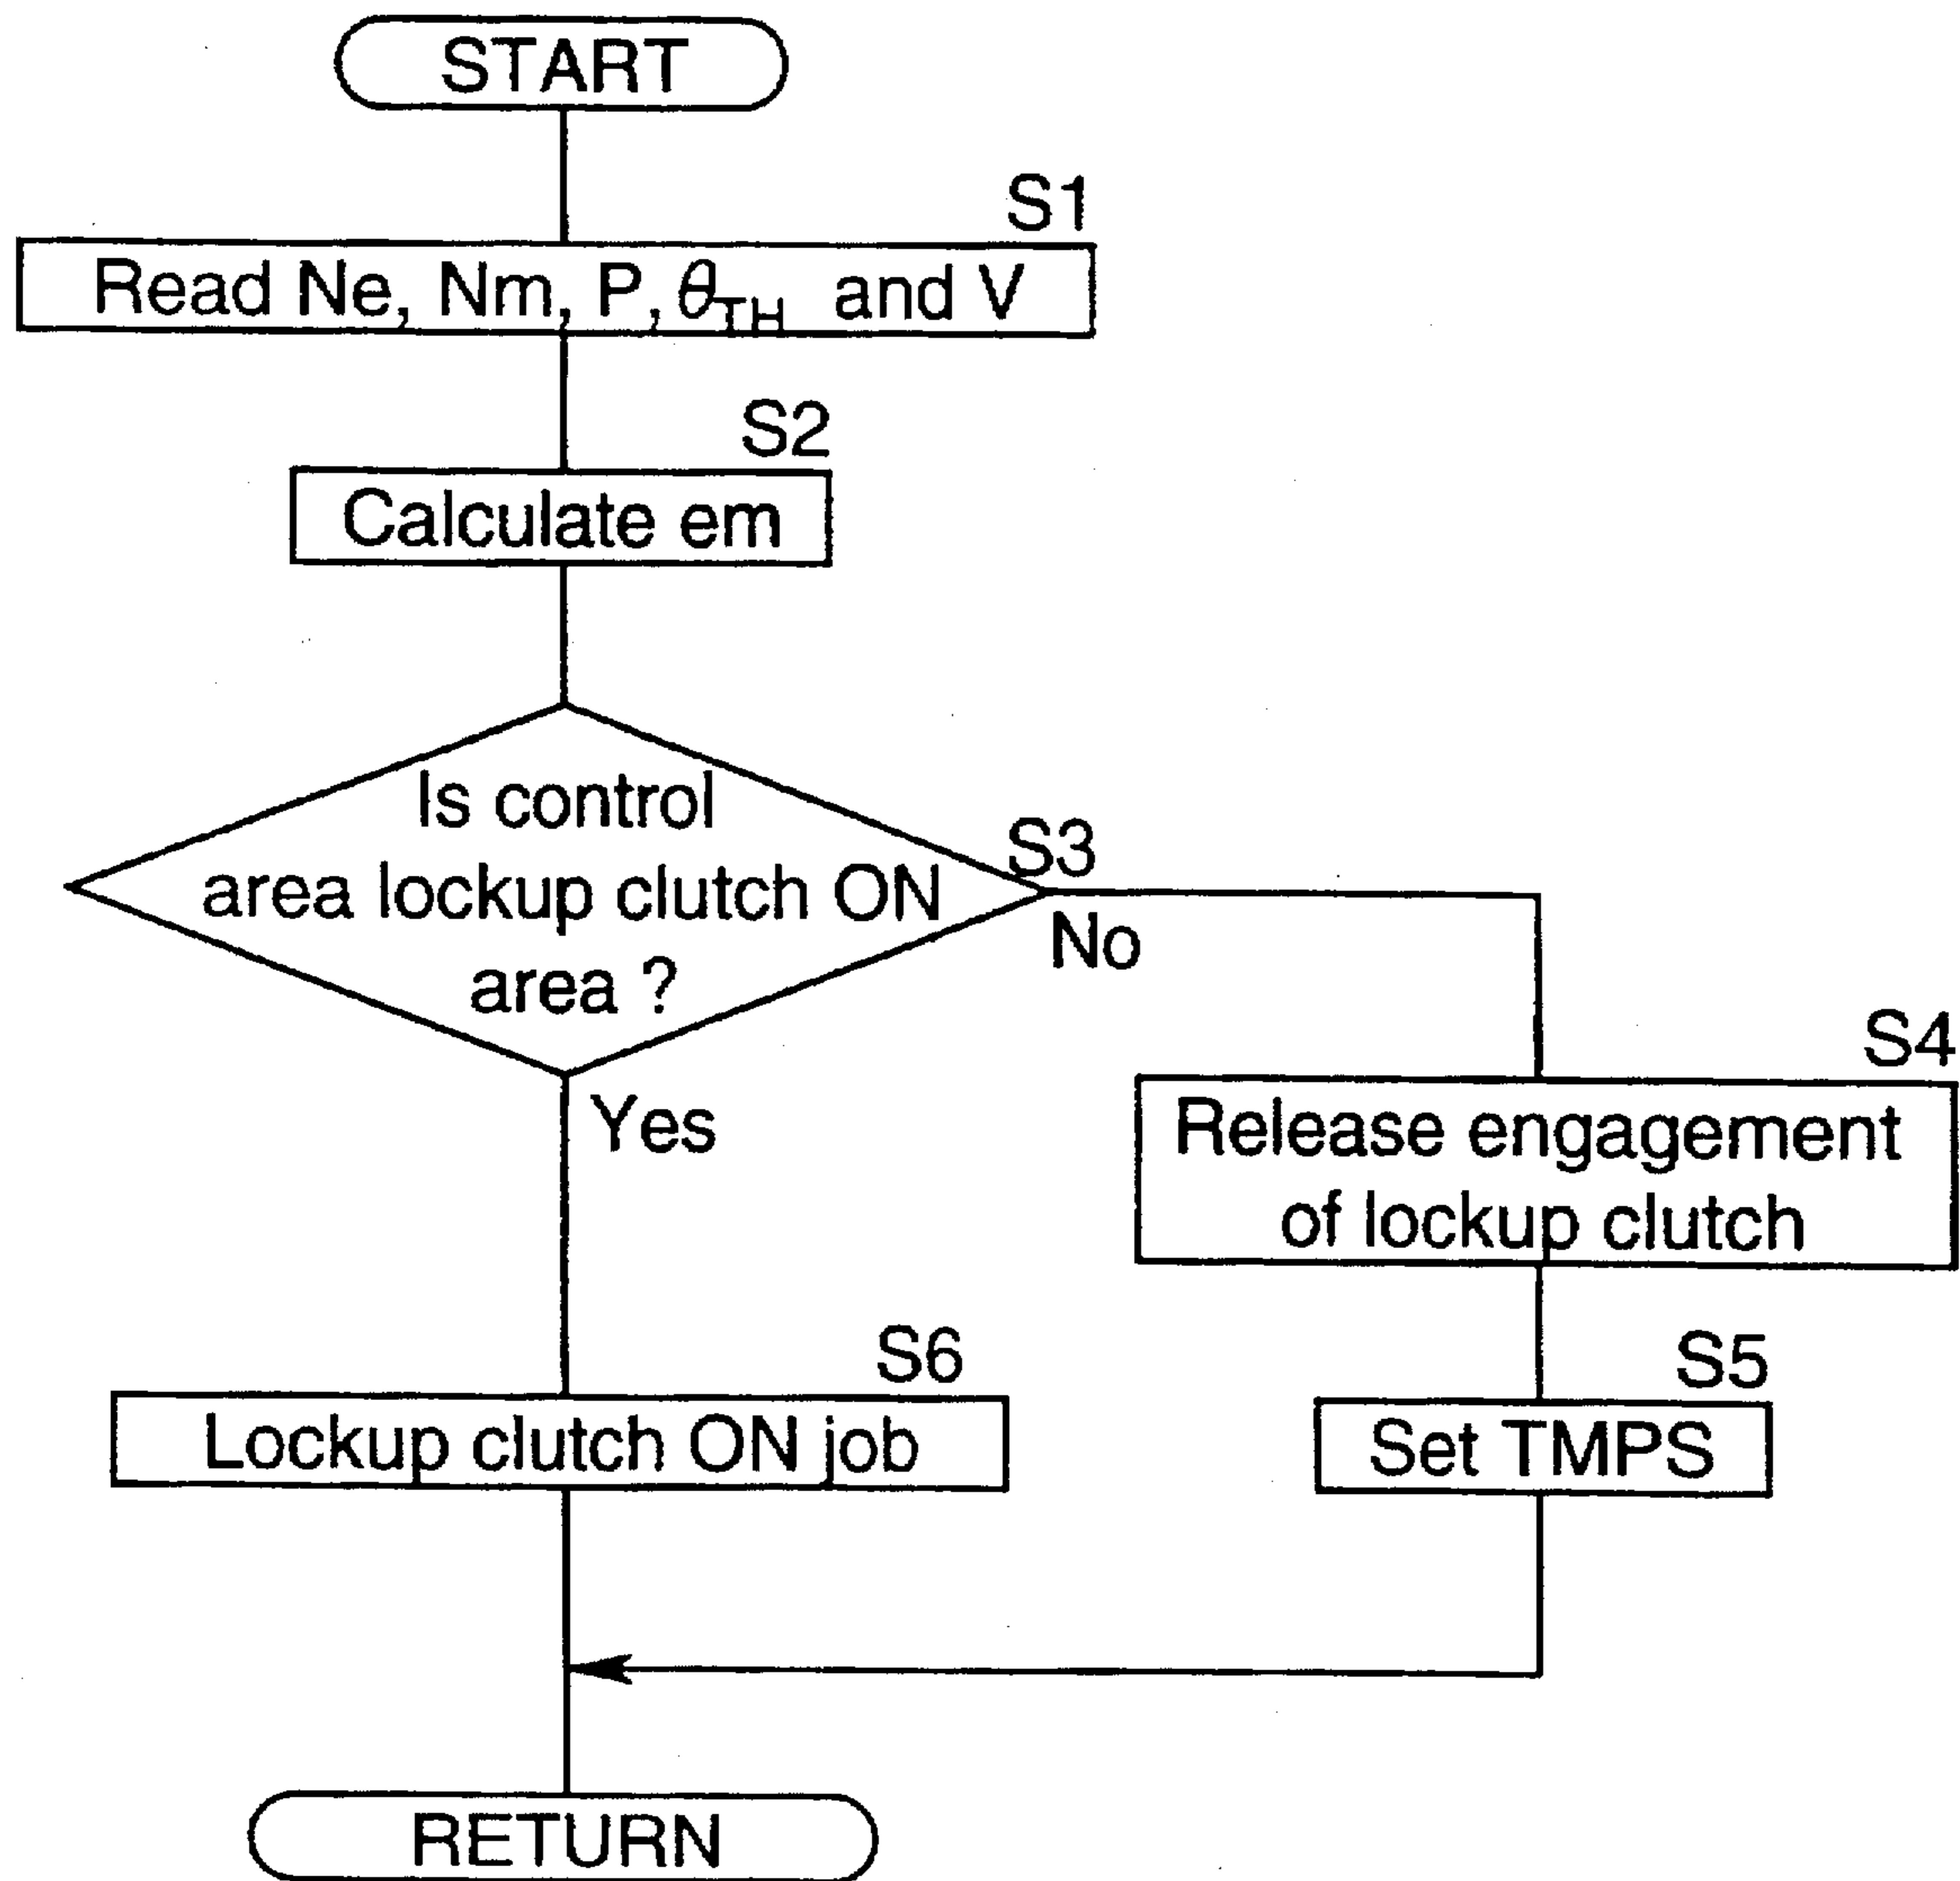 START
S1
Read Ne, Nm, P, θTH and V
S2
Calculate em
Is control
area lockup clutch ON
area ?
S3
No
Yes
S4
Release engagement
of lockup clutch
S5
Set TMPS
S6
Lockup clutch ON job
RETURN